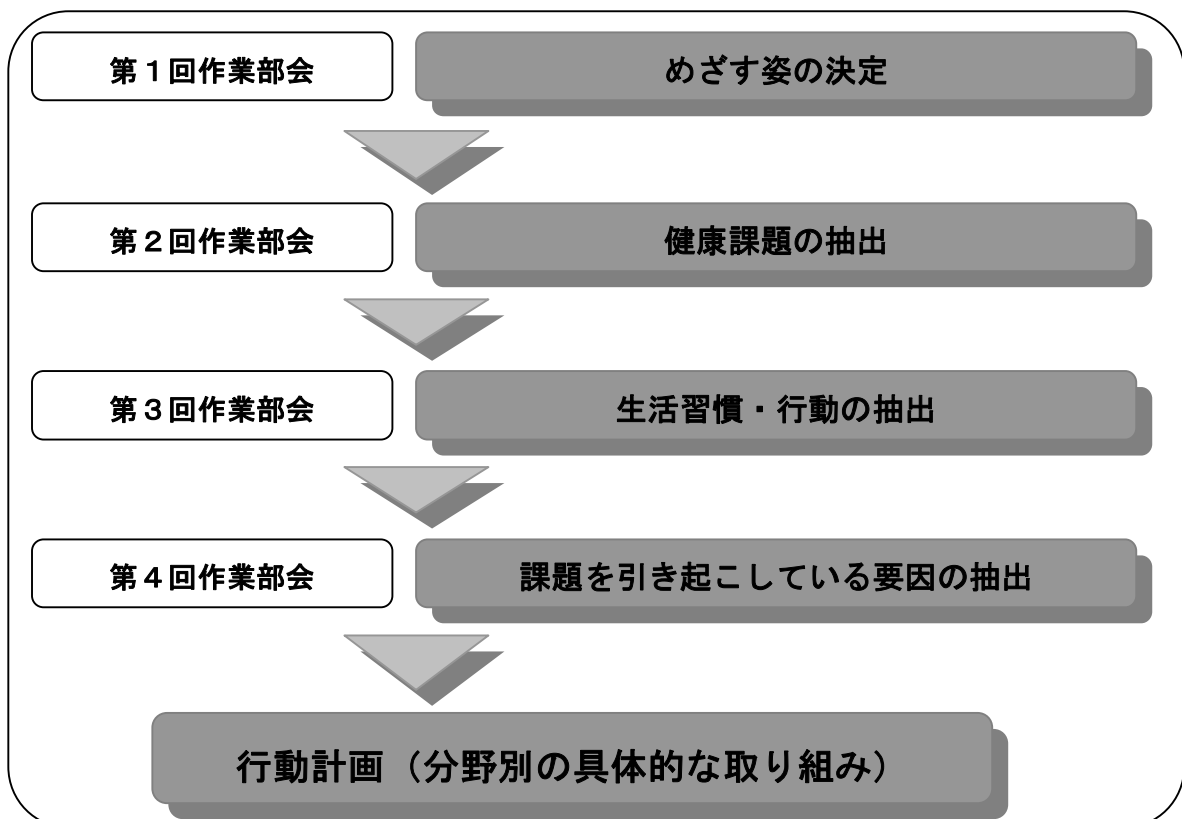 第１回作業部会
めざす姿の決定
第２回作業部会
健康課題の抽出
第３回作業部会
生活習慣・行動の抽出
第４回作業部会
課題を引き起こしている要因の抽出
行動計画（分野別の具体的な取り組み）